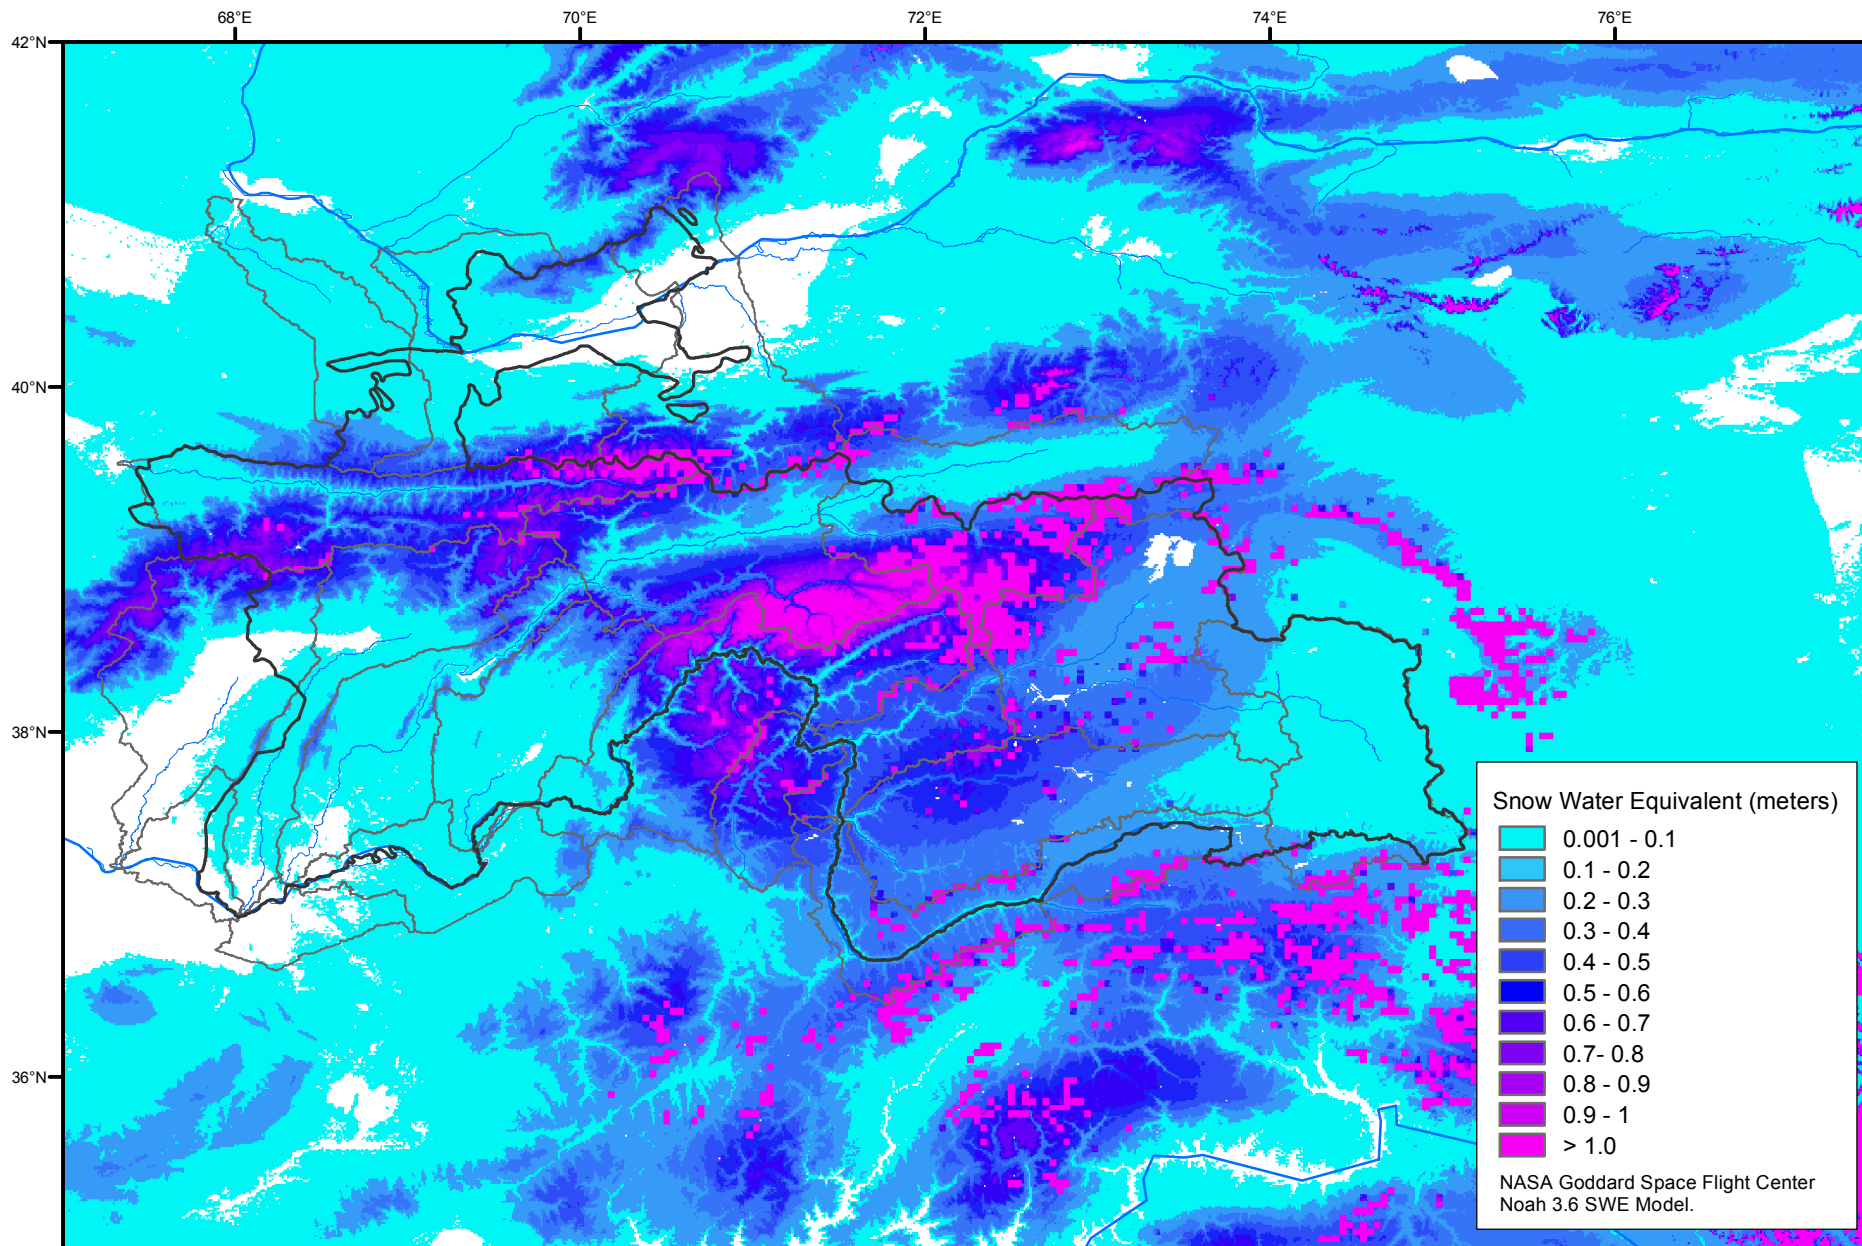 68°E
70°E
72°E
74°E
76°E
42°N
40°N
38°N
36°N
Snow Water Equivalent (meters)
0.001 - 0.1
0.1 - 0.2
0.2 - 0.3
0.3 - 0.4
0.4 - 0.5
0.5 - 0.6
0.6 - 0.7
0.7- 0.8
0.8 - 0.9
0.9 - 1
> 1.0
NASA Goddard Space Flight Center
Noah 3.6 SWE Model.